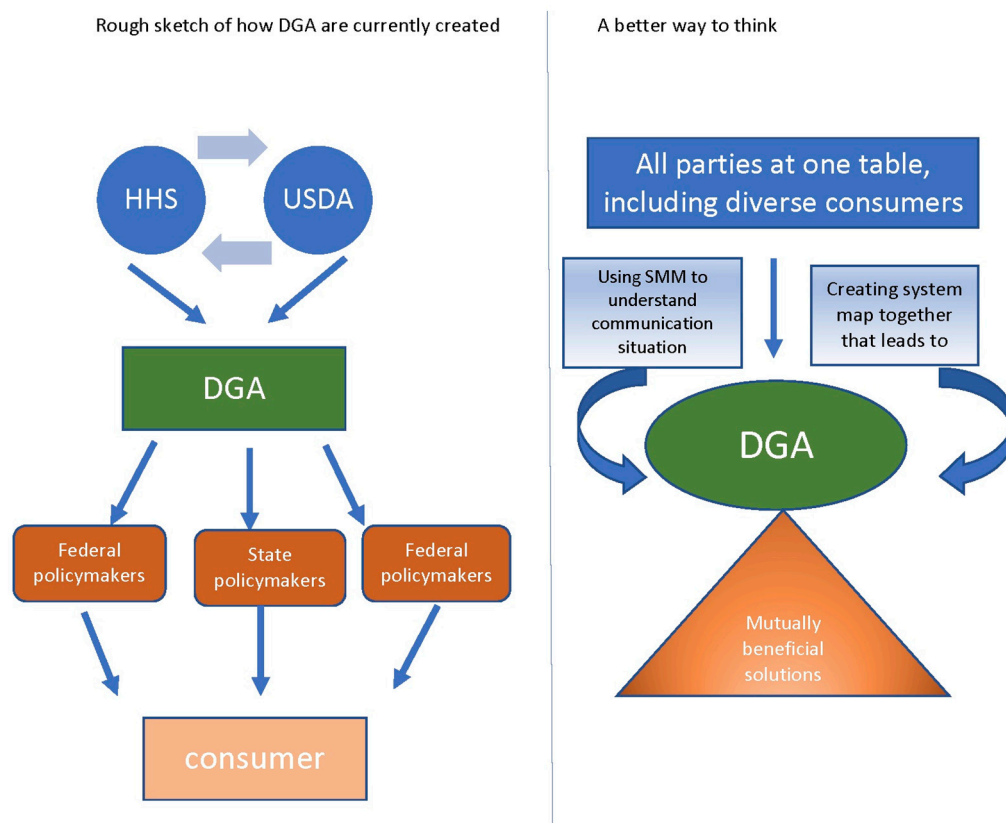 Rough sketch of how DGA are currently created
HHS
USDA
DGA
Federal
policymakers
State
policymakers
Federal
policymakers
consumer
A better way to think
All parties at one table,
including diverse consumers
Using SMM to
understand
communication
situation
Creating system
map together
that leads to
DGA
Mutually
beneficial
solutions